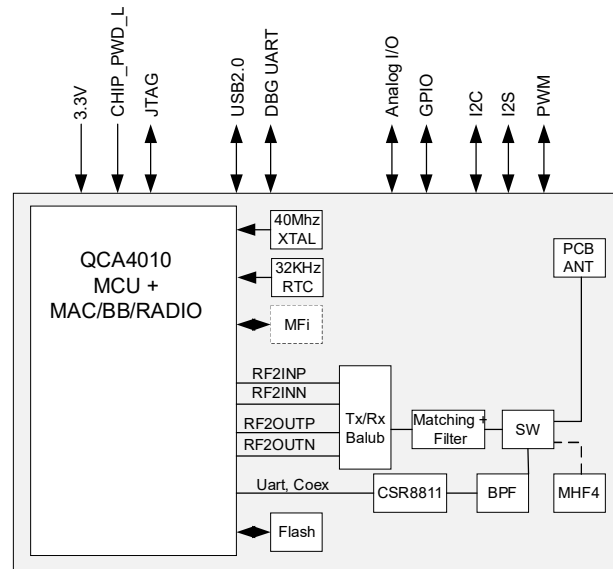 3.3V
CHIP_PWD_L
JTAG
USB2.0
DBG UART
Analog I/O
GPIO
I2C
I2S
PWM
QCA4010
MCU +
MAC/BB/RADIO
40Mhz
XTAL
32KHz
RTC
MFi
PCB
ANT
RF2INP
RF2INN
RF2OUTP
RF2OUTN
Tx/Rx
Balub
Matching +
Filter
SW
Uart, Coex
CSR8811
BPF
MHF4
Flash